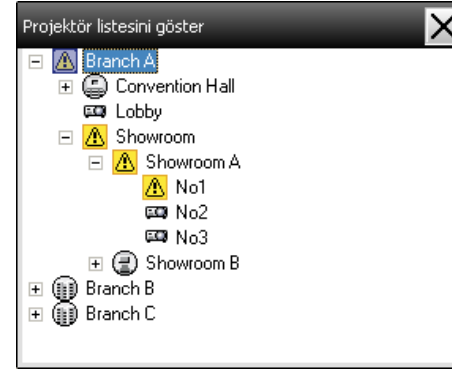 Projektör listesini göster
Branch A
Convention Hall
Lobby
Showroom
Showroom A
No1
No2
No3
Showroom B
Branch B
Branch C